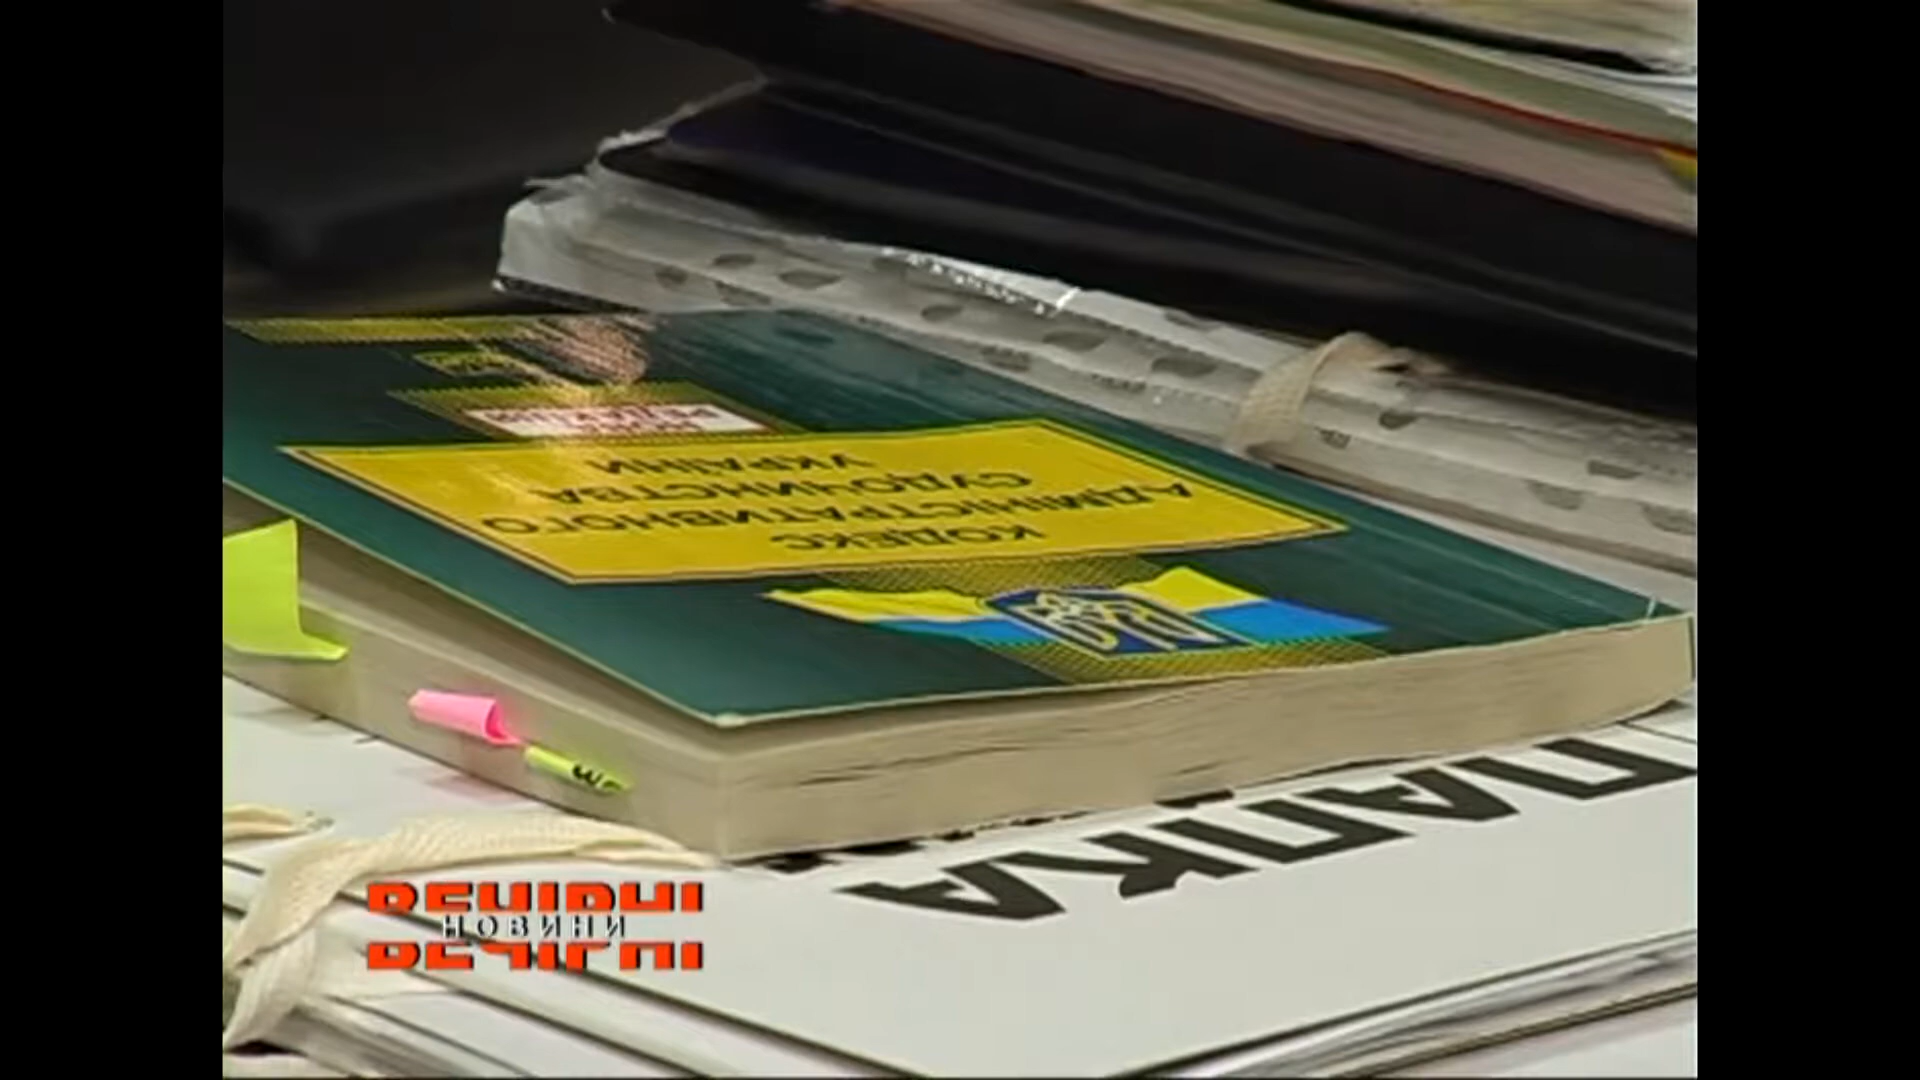 КОДЕКС
АДМІНІСТРАТИВНОГО
СУДОЧИНСТВА
УКРАЇНИ
ПАПКА
ВЕЧІРНІ
НОВИНИ